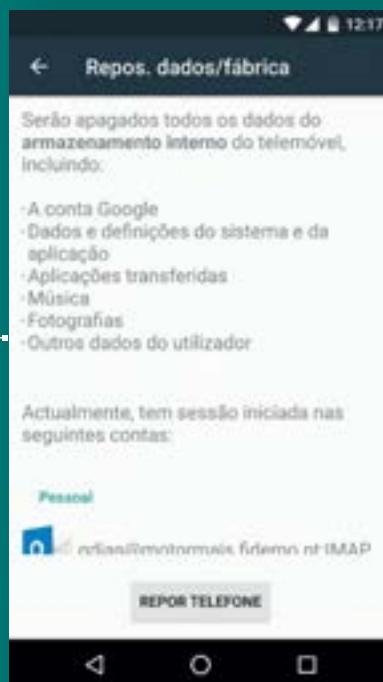 12:17
Repos. dados/fábrica
Serão apagados todos os dados do
armazenamento interno do telemóvel,
incluindo:
·A conta Google
·Dados e definições do sistema e da
aplicação
·Aplicações transferidas
·Música
·Fotografias
·Outros dados do utilizador
Actualmente, tem sessão iniciada nas
seguintes contas:
Pessoal
IMAP
REPOR TELEFONE